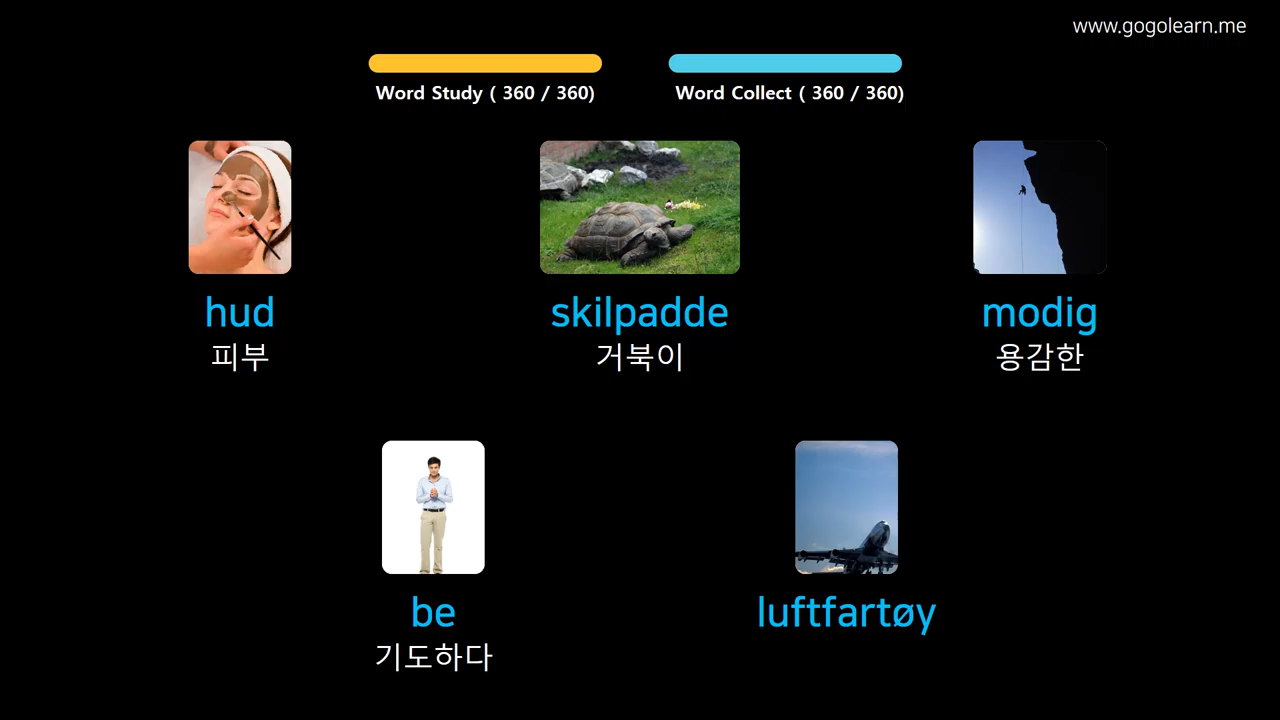 www.gogolearn.me
Word Study ( 360 / 360)
Word Collect ( 360 / 360)
hud
피부
skilpadde
거북이
modig
용감한
be
기도하다
luftfartøy